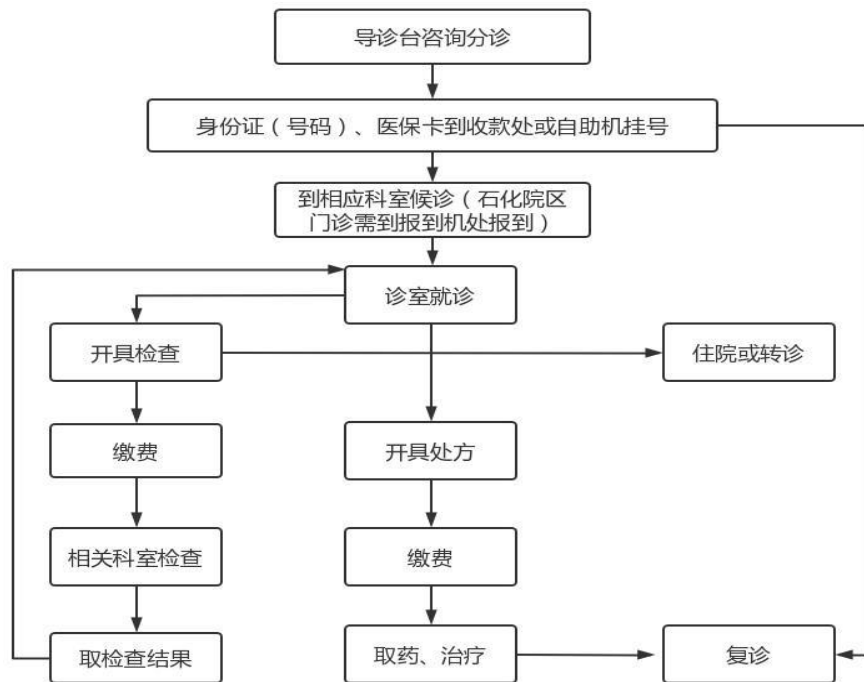 导诊台咨询分诊
身份证（号码）、医保卡到收款处或自助机挂号
到相应科室候诊（石化院区
门诊需到报到机处报到）
诊室就诊
开具检查
住院或转诊
缴费
开具处方
相关科室检查
缴费
取检查结果
取药、治疗
复诊